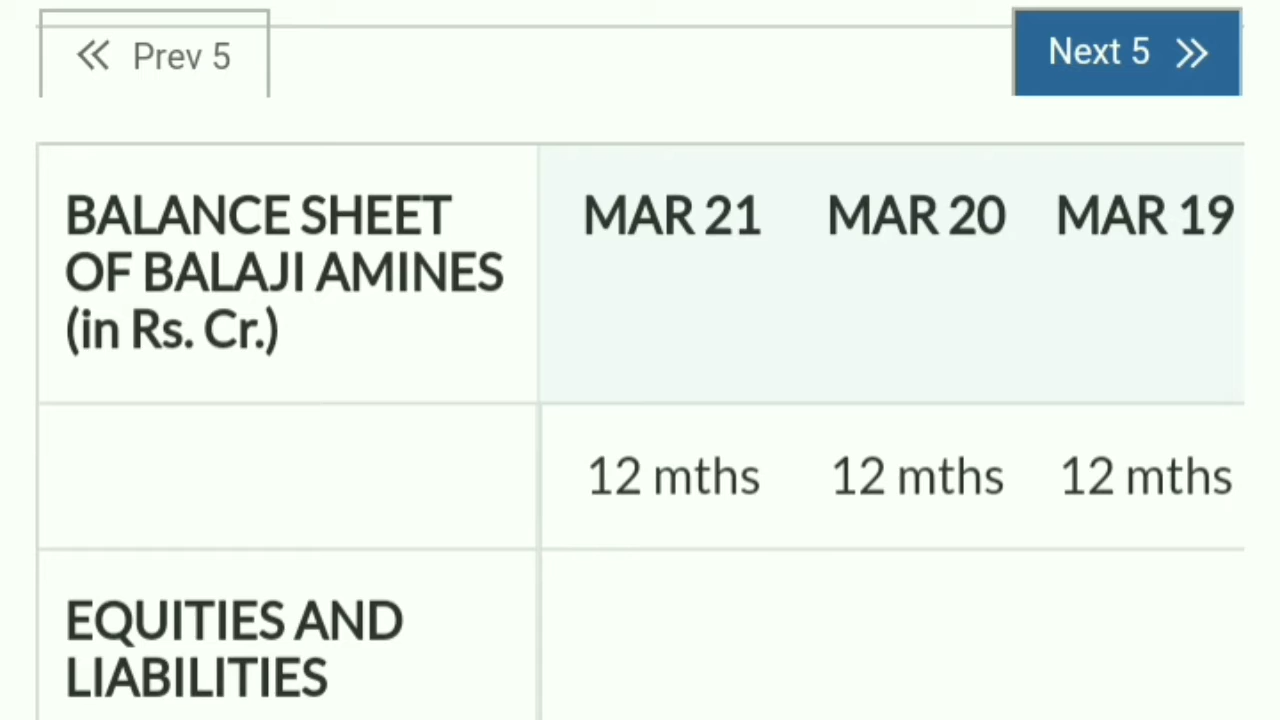 Prev 5
Next 5
BALANCE SHEET
OF BALAJI AMINES
(in Rs. Cr.)
MAR 21
MAR 20
MAR 19
12 mths
12 mths
12 mths
EQUITIES AND
LIABILITIES